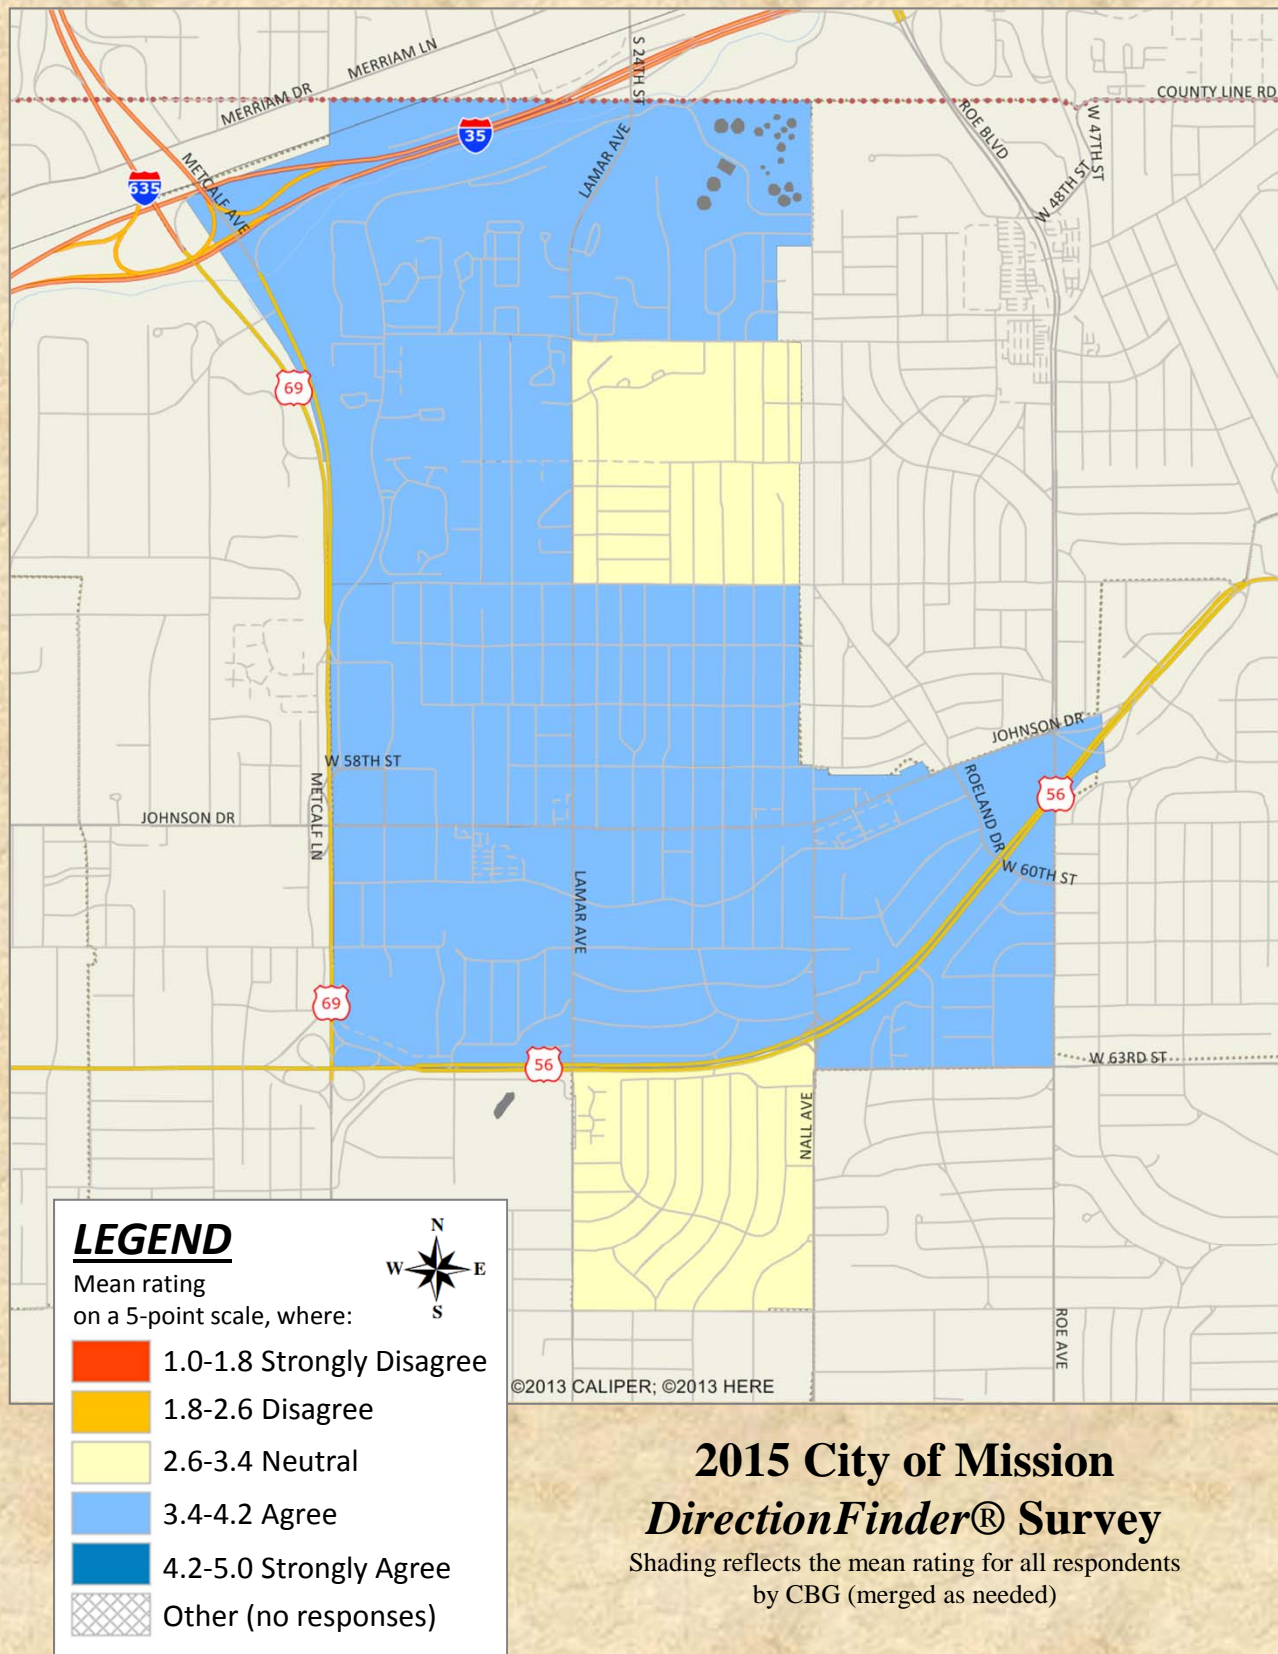 MERRIAM LN
S 24TH ST
MERRIAM DR
COUNTY LINE RD
ROE BLVD
W 47TH ST
35
LAMAR AVE
METCALF AVE
635
W 48TH ST
69
JOHNSON DR
W 58TH ST
ROELAND DR
56
METCALF LN
JOHNSON DR
W 60TH ST
LAMAR AVE
69
56
W 63RD ST
NALL AVE
ROE AVE
©2013 CALIPER; ©2013 HERE
LEGEND
N
W E
S
Mean rating
on a 5-point scale, where:
1.0-1.8 Strongly Disagree
1.8-2.6 Disagree
2.6-3.4 Neutral
3.4-4.2 Agree
4.2-5.0 Strongly Agree
Other (no responses)
2015 City of Mission
DirectionFinder® Survey
Shading reflects the mean rating for all respondents
by CBG (merged as needed)